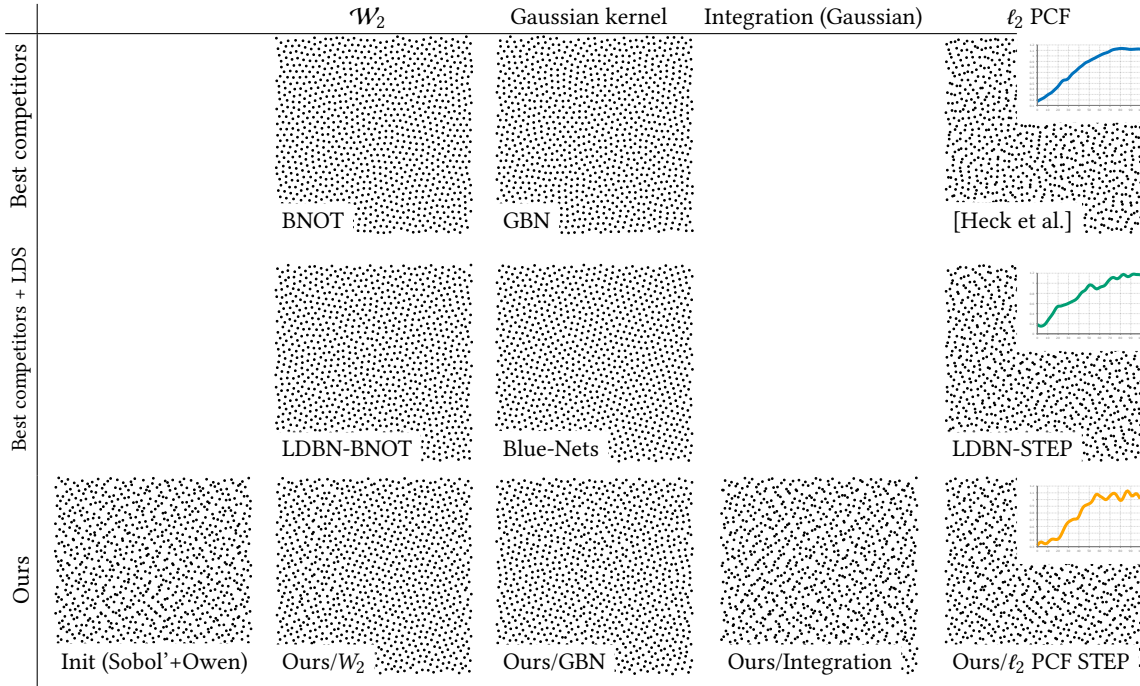 𝒲₂ Gaussian kernel Integration (Gaussian) ℓ₂ PCF
Best competitors
BNOT GBN [Heck et al.]
Best competitors + LDS
LDBN-BNOT Blue-Nets LDBN-STEP
Ours
Init (Sobol'+Owen) Ours/W₂ Ours/GBN Ours/Integration Ours/ℓ₂ PCF STEP